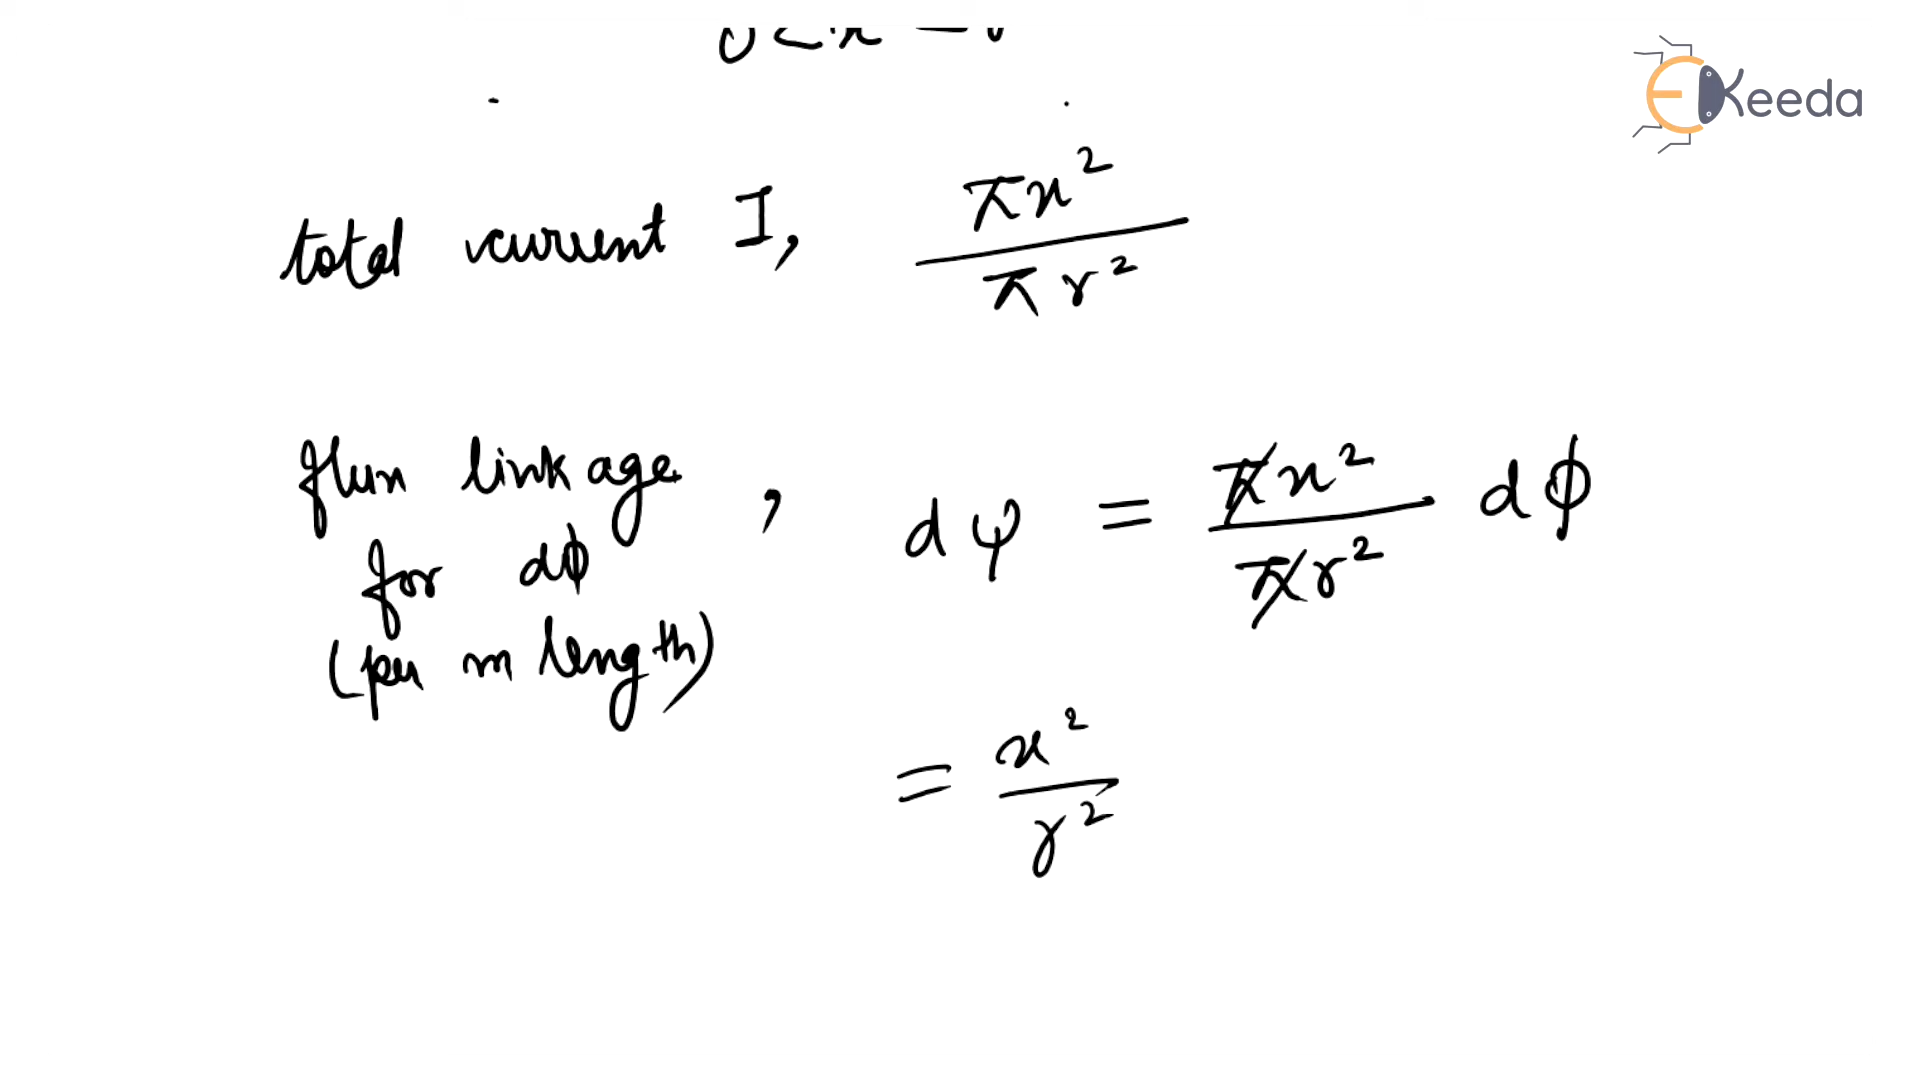 EKeeda
total current I, πx² / πr²
flux linkage for dφ (per m length), dψ = πx² / πr² dφ
= x² / r²